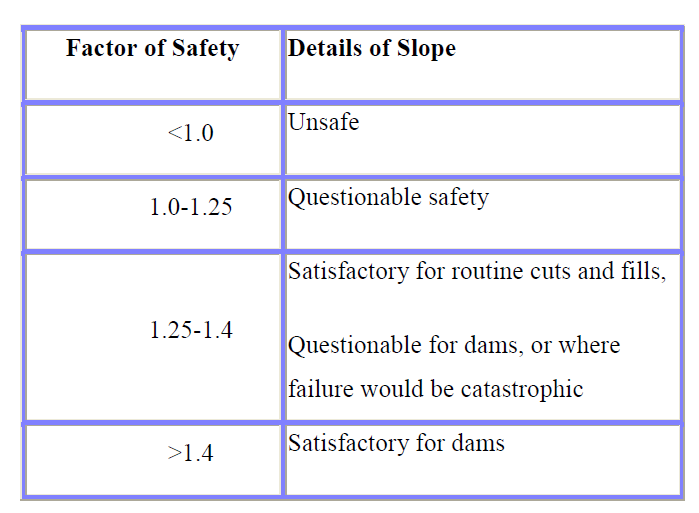 Factor of Safety
Details of Slope
<1.0
Unsafe
1.0-1.25
Questionable safety
1.25-1.4
Satisfactory for routine cuts and fills,
Questionable for dams, or where
failure would be catastrophic
>1.4
Satisfactory for dams